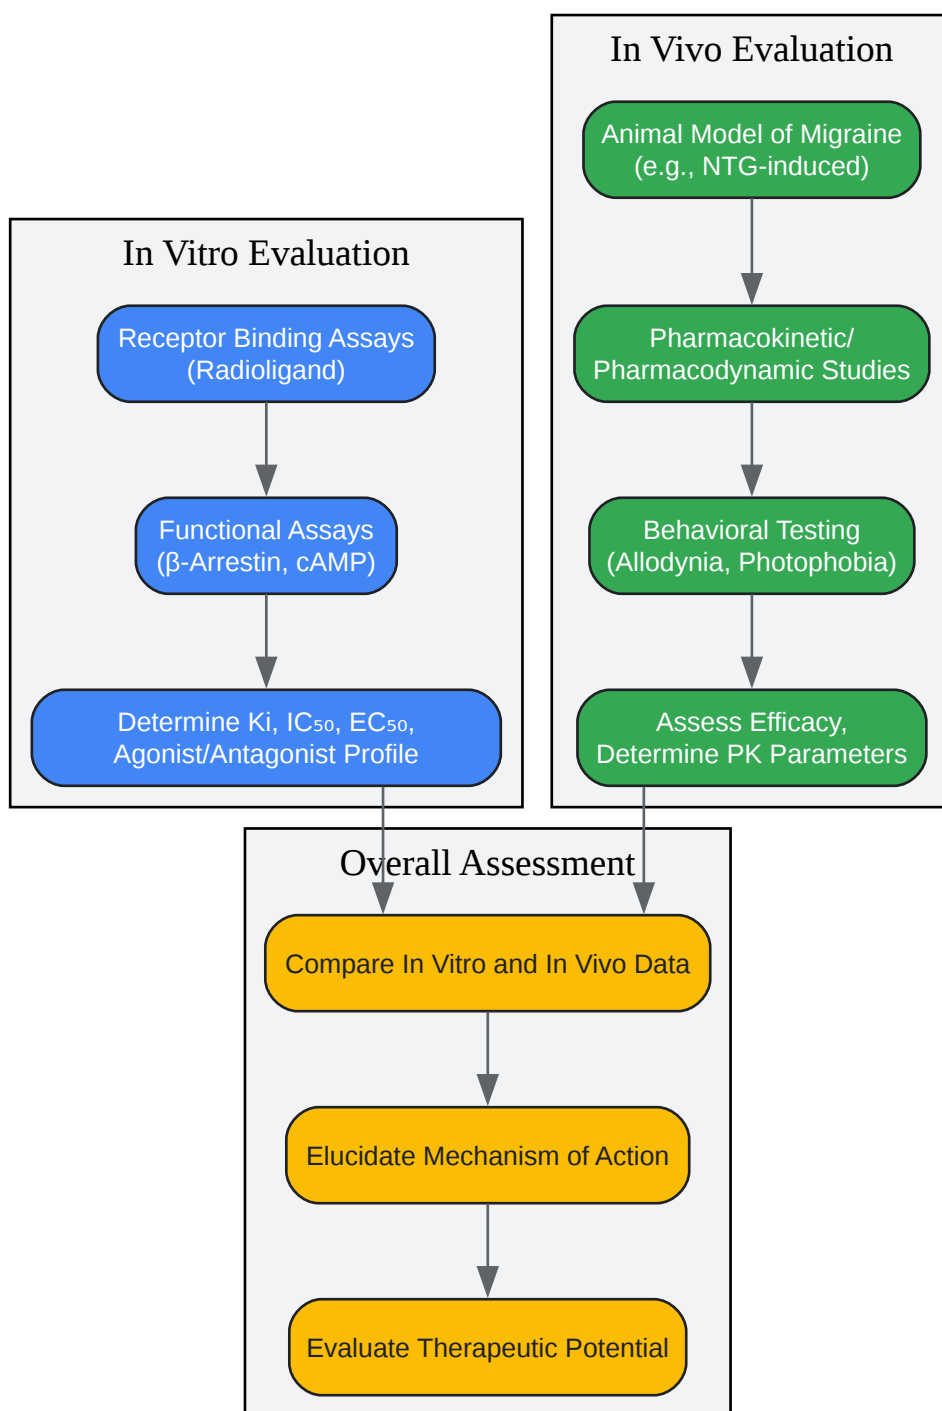 In Vitro Evaluation
Receptor Binding Assays
(Radioligand)
Functional Assays
(β-Arrestin, cAMP)
Determine Ki, IC₅₀, EC₅₀,
Agonist/Antagonist Profile
In Vivo Evaluation
Animal Model of Migraine
(e.g., NTG-induced)
Pharmacokinetic/
Pharmacodynamic Studies
Behavioral Testing
(Allodynia, Photophobia)
Assess Efficacy,
Determine PK Parameters
Overall Assessment
Compare In Vitro and In Vivo Data
Elucidate Mechanism of Action
Evaluate Therapeutic Potential